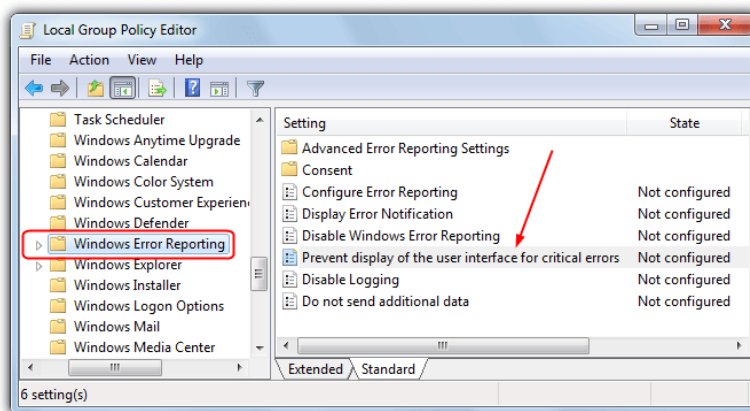 Local Group Policy Editor
File Action View Help
Task Scheduler
Windows Anytime Upgrade
Windows Calendar
Windows Color System
Windows Customer Experien
Windows Defender
Windows Error Reporting
Windows Explorer
Windows Installer
Windows Logon Options
Windows Mail
Windows Media Center
Setting State
Advanced Error Reporting Settings
Consent
Configure Error Reporting Not configured
Display Error Notification Not configured
Disable Windows Error Reporting Not configured
Prevent display of the user interface for critical errors Not configured
Disable Logging Not configured
Do not send additional data Not configured
Extended Standard
6 setting(s)